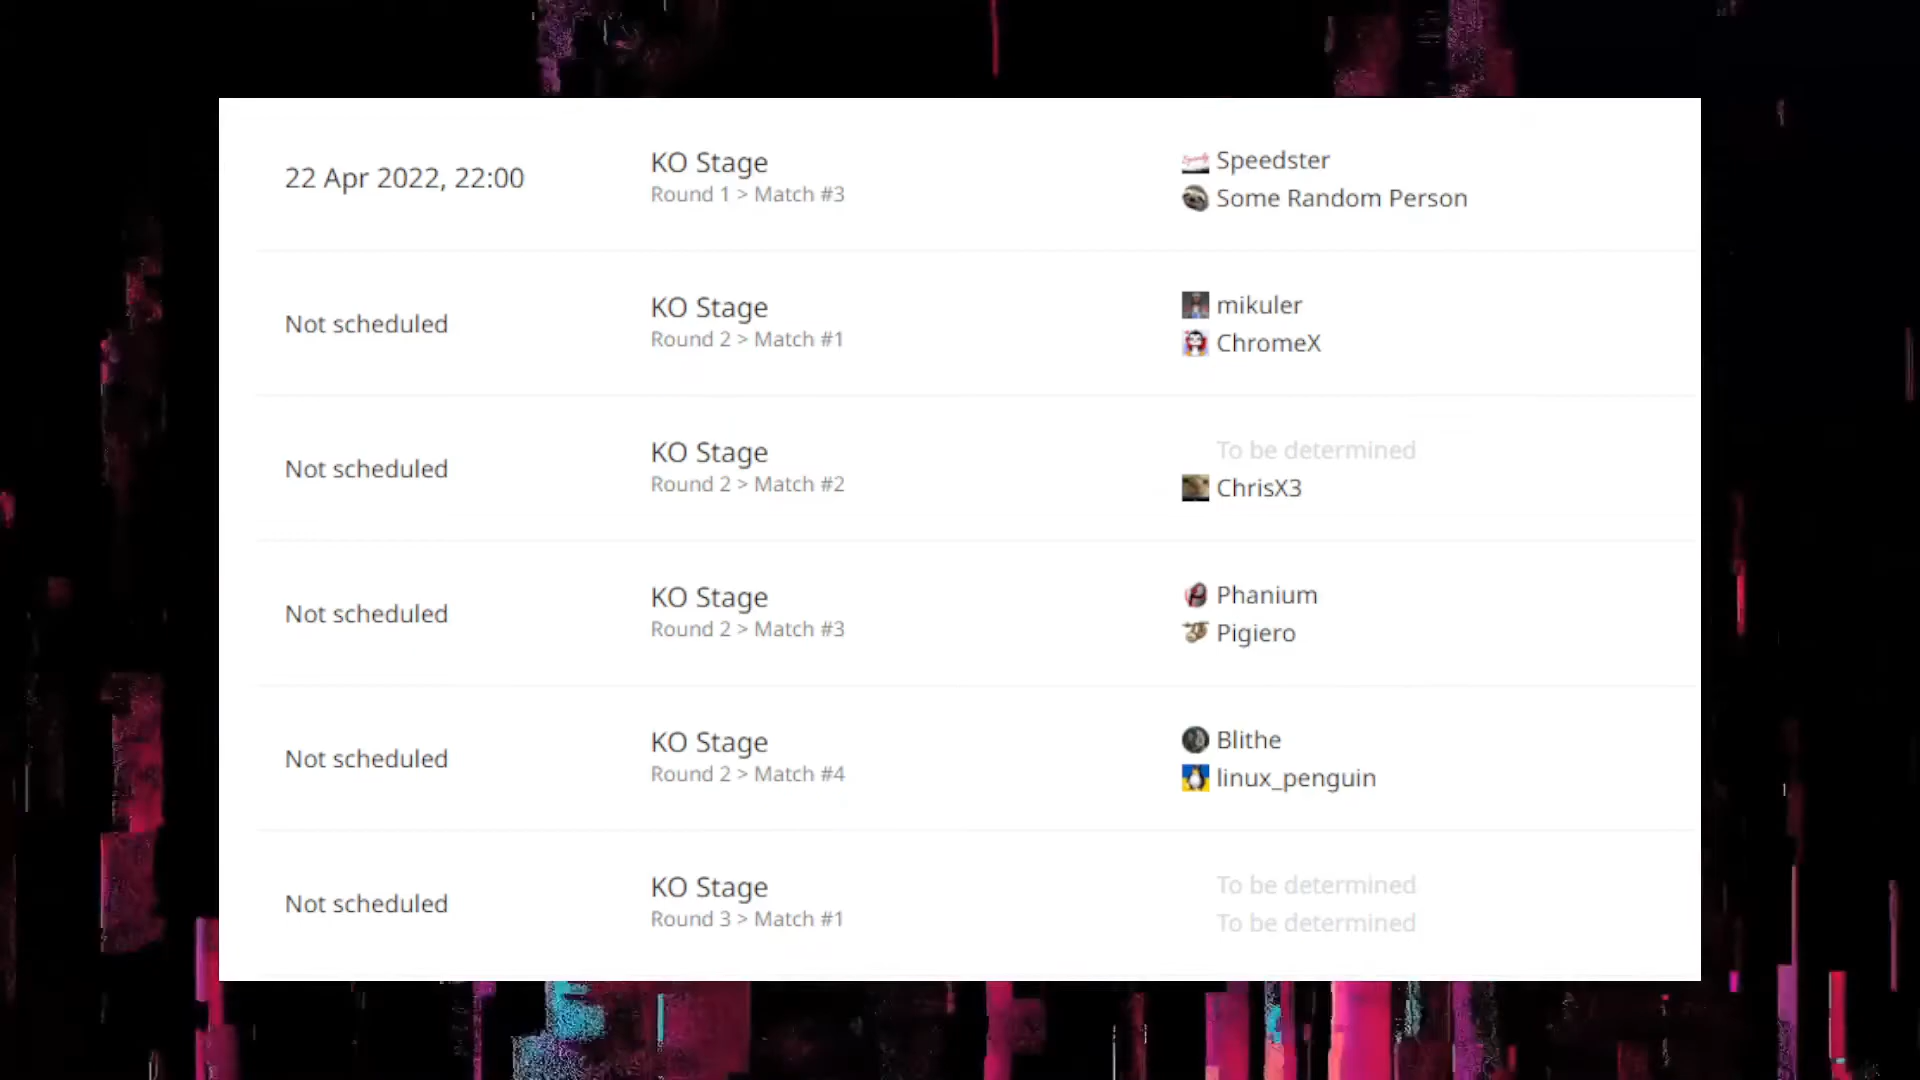 22 Apr 2022, 22:00
KO Stage
Round 1 > Match #3
Speedster
Some Random Person
Not scheduled
KO Stage
Round 2 > Match #1
mikuler
ChromeX
Not scheduled
KO Stage
Round 2 > Match #2
To be determined
ChrisX3
Not scheduled
KO Stage
Round 2 > Match #3
Phanium
Pigiero
Not scheduled
KO Stage
Round 2 > Match #4
Blithe
linux_penguin
Not scheduled
KO Stage
Round 3 > Match #1
To be determined
To be determined